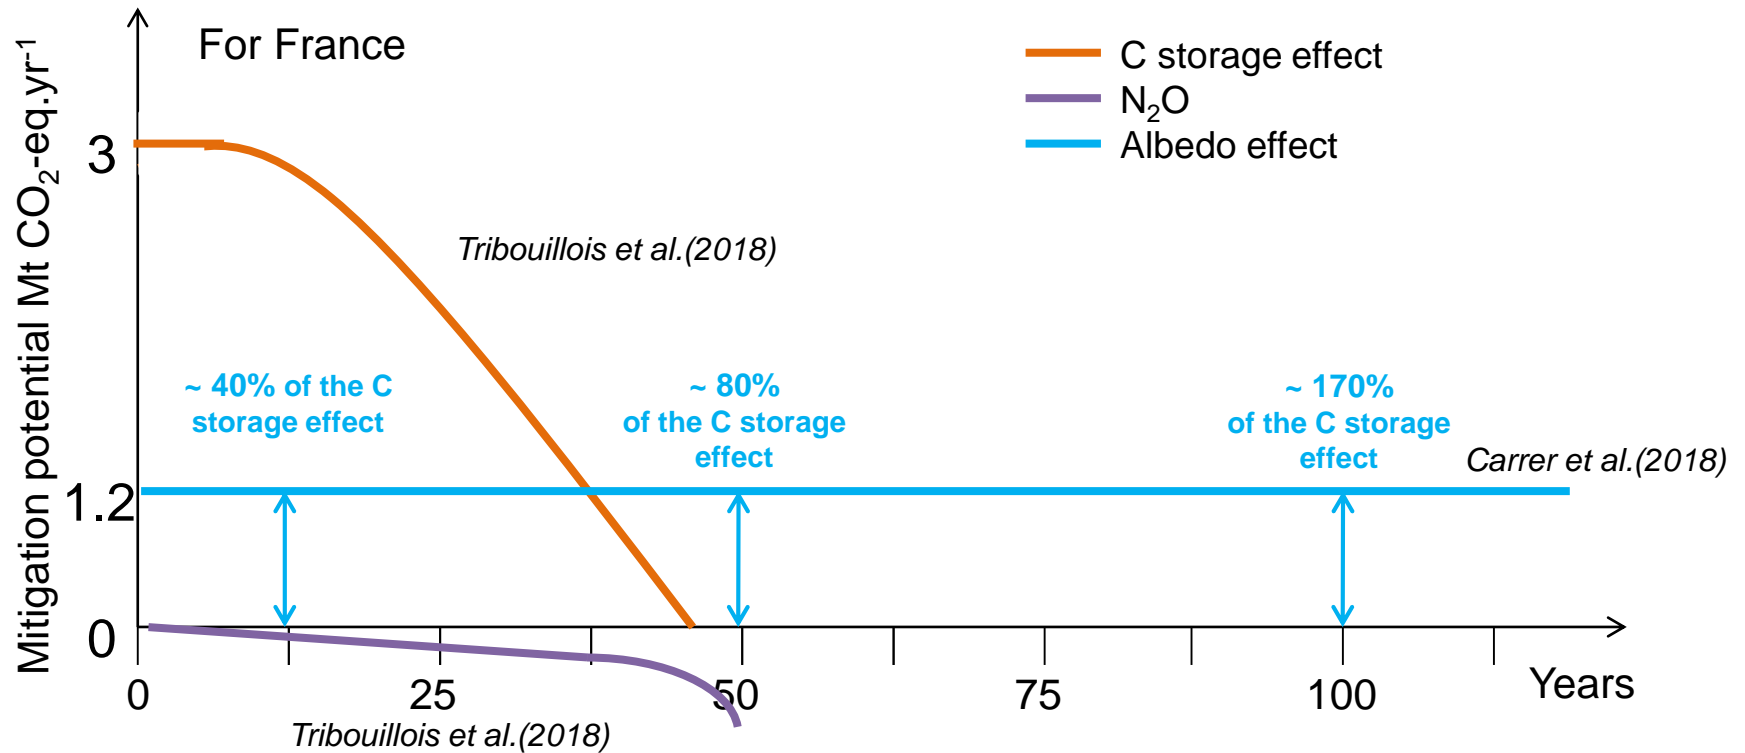 For France
C storage effect
N₂O
Albedo effect
Mitigation potential Mt CO₂-eq.yr⁻¹
3
Tribouillois et al.(2018)
~ 40% of the C
storage effect
~ 80%
of the C storage
effect
~ 170%
of the C storage
effect
Carrer et al.(2018)
1.2
0
0
25
50
75
100
Years
Tribouillois et al.(2018)